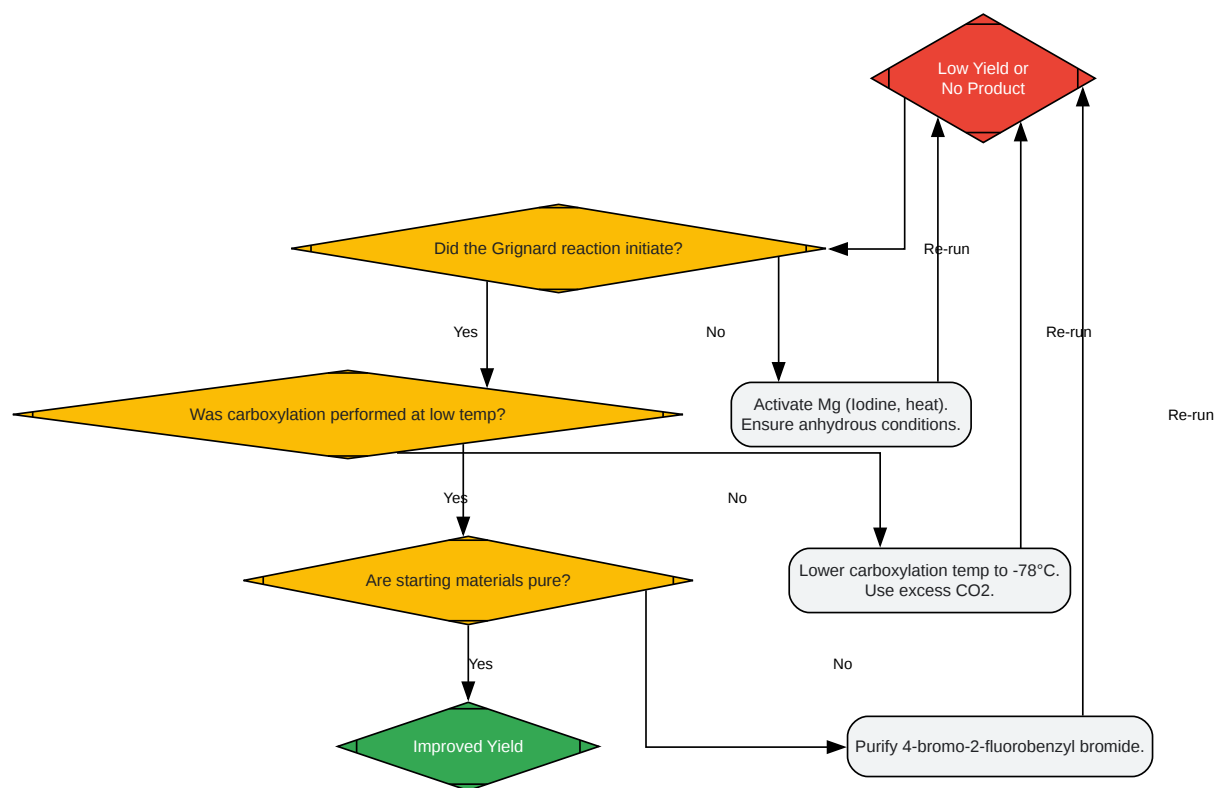 Low Yield or
No Product
Did the Grignard reaction initiate?
Re-run
Yes
No
Re-run
Activate Mg (Iodine, heat).
Ensure anhydrous conditions.
Was carboxylation performed at low temp?
Re-run
Yes
No
Lower carboxylation temp to -78°C.
Use excess CO2.
Are starting materials pure?
Yes
No
Improved Yield
Purify 4-bromo-2-fluorobenzyl bromide.